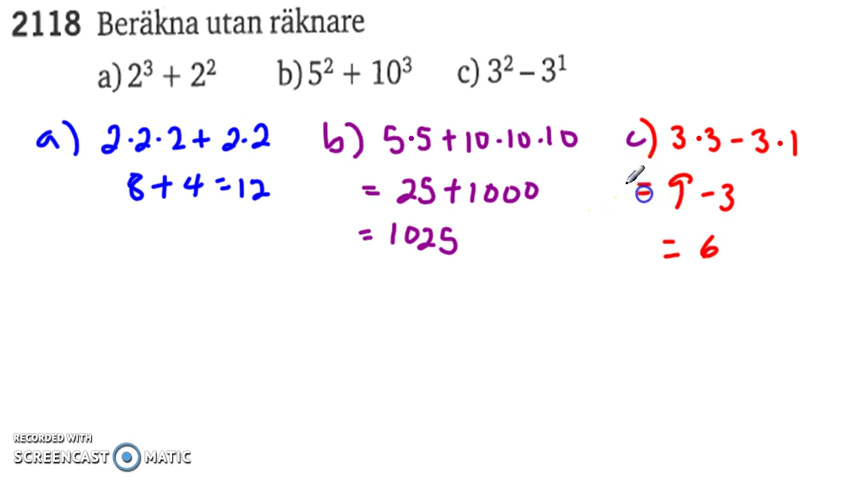 2118 Beräkna utan räknare
a) 2³ + 2² b) 5² + 10³ c) 3² – 3¹
a) 2·2·2 + 2·2
8 + 4 = 12
b) 5·5 + 10·10·10
= 25 + 1000
= 1025
c) 3·3 – 3·1
= 9 – 3
= 6
RECORDED WITH
SCREENCAST MATIC